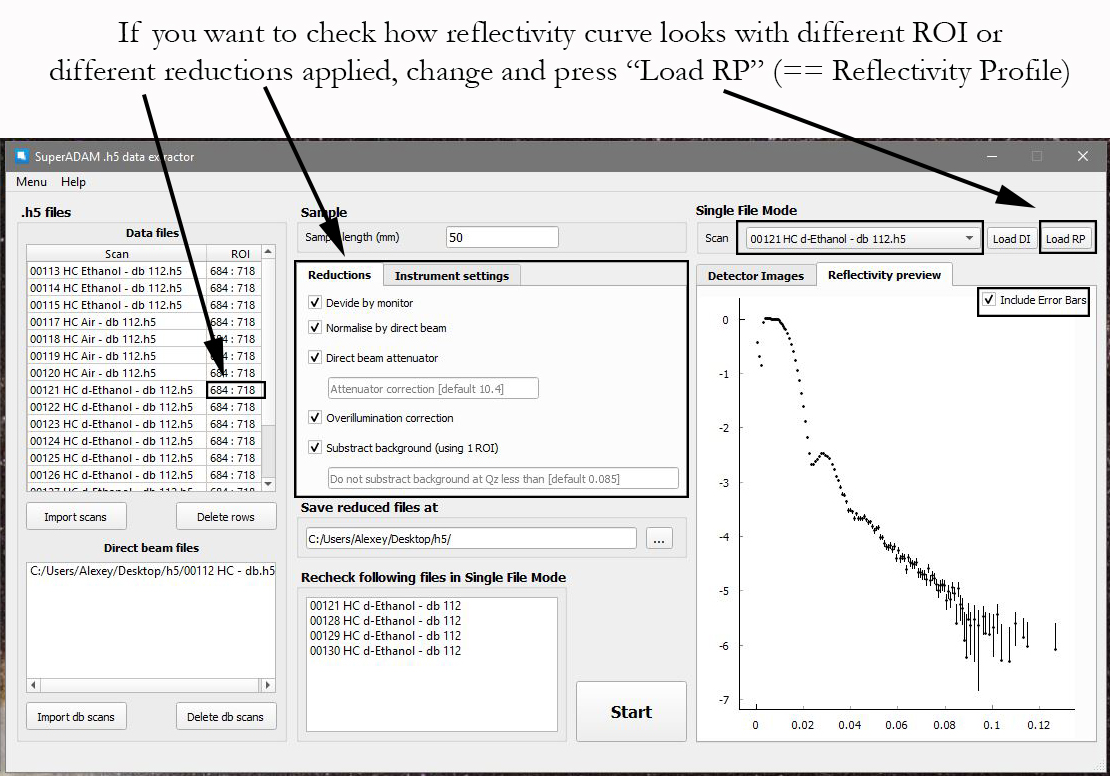 If you want to check how reflectivity curve looks with different ROI or
different reductions applied, change and press “Load RP” (== Reflectivity Profile)
SuperADAM .h5 data extractor
Menu Help
.h5 files
Data files
Scan ROI
00113 HC Ethanol - db 112.h5 684 : 718
00114 HC Ethanol - db 112.h5 684 : 718
00115 HC Ethanol - db 112.h5 684 : 718
00117 HC Air - db 112.h5 684 : 718
00118 HC Air - db 112.h5 684 : 718
00119 HC Air - db 112.h5 684 : 718
00120 HC Air - db 112.h5 684 : 718
00121 HC d-Ethanol - db 112.h5 684 : 718
00122 HC d-Ethanol - db 112.h5 684 : 718
00123 HC d-Ethanol - db 112.h5 684 : 718
00124 HC d-Ethanol - db 112.h5 684 : 718
00125 HC d-Ethanol - db 112.h5 684 : 718
00126 HC d-Ethanol - db 112.h5 684 : 718
00127 HC d-Ethanol - db 112.h5 684 : 718
Import scans Delete rows
Direct beam files
C:/Users/Alexey/Desktop/h5/00112 HC - db.h5
Import db scans Delete db scans
Sample
Sample length (mm) 50
Reductions Instrument settings
Devide by monitor
Normalise by direct beam
Direct beam attenuator
Attenuator correction [default 10.4]
Overillumination correction
Substract background (using 1 ROI)
Do not substract background at Qz less than [default 0.085]
Save reduced files at
C:/Users/Alexey/Desktop/h5/ ...
Recheck following files in Single File Mode
00121 HC d-Ethanol - db 112
00128 HC d-Ethanol - db 112
00129 HC d-Ethanol - db 112
00130 HC d-Ethanol - db 112
Start
Single File Mode
Scan 00121 HC d-Ethanol - db 112.h5 Load DI Load RP
Detector Images Reflectivity preview
Include Error Bars
0
-1
-2
-3
-4
-5
-6
-7
0 0.02 0.04 0.06 0.08 0.1 0.12